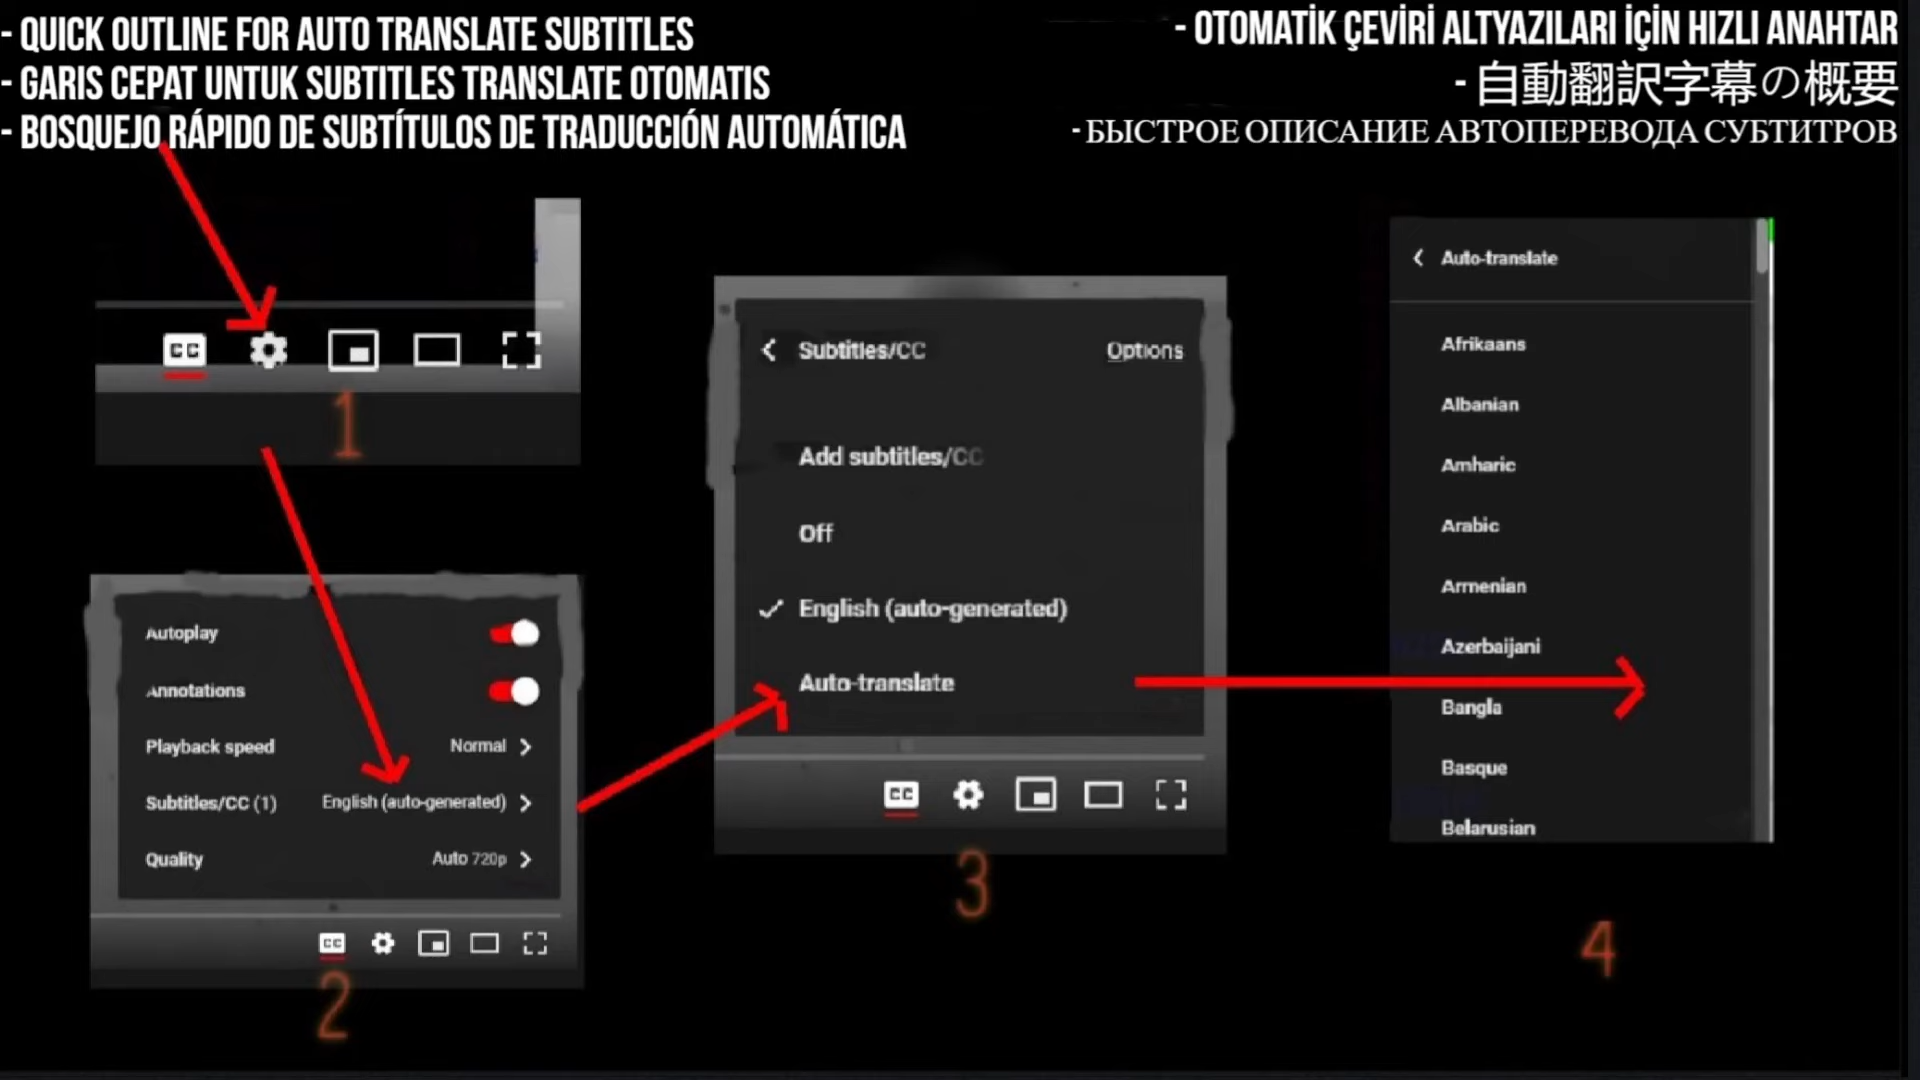 - QUICK OUTLINE FOR AUTO TRANSLATE SUBTITLES
- GARIS CEPAT UNTUK SUBTITLES TRANSLATE OTOMATIS
- BOSQUEJO RÁPIDO DE SUBTÍTULOS DE TRADUCCIÓN AUTOMÁTICA
- OTOMATİK ÇEVİRİ ALTYAZILARI İÇİN HIZLI ANAHTAR
- 自動翻訳字幕の概要
- БЫСТРОЕ ОПИСАНИЕ АВТОПЕРЕВОДА СУБТИТРОВ
CC
1
Autoplay
Annotations
Playback speed Normal
Subtitles/CC (1) English (auto-generated)
Quality Auto 720p
CC
2
Subtitles/CC Options
Add subtitles/CC
Off
English (auto-generated)
Auto-translate
CC
3
Auto-translate
Afrikaans
Albanian
Amharic
Arabic
Armenian
Azerbaijani
Bangla
Basque
Belarusian
4